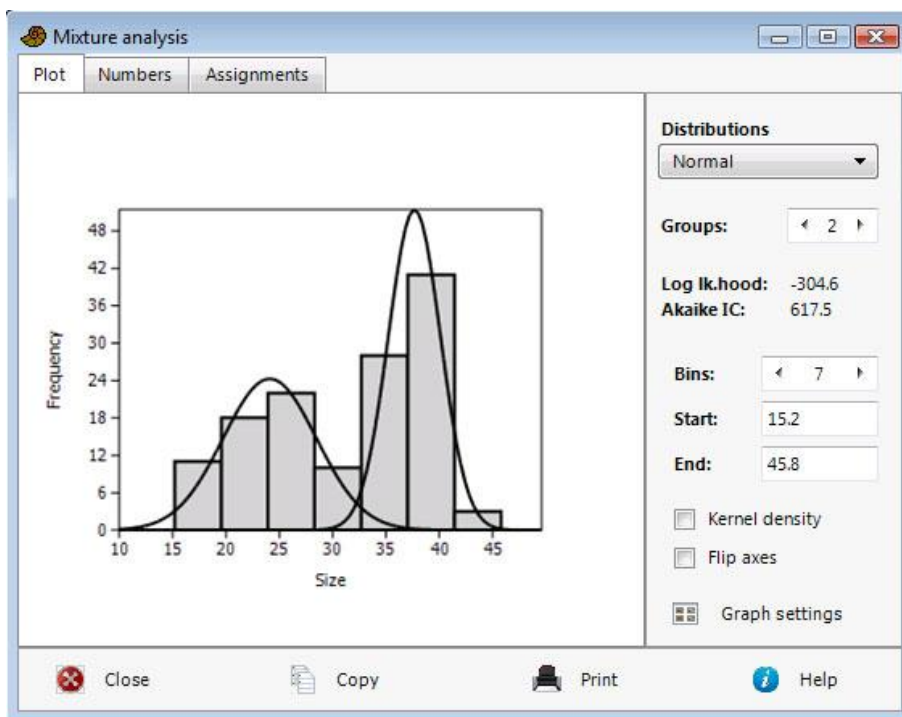 Mixture analysis
Plot Numbers Assignments
Distributions
Normal
Groups: 2
Log lk.hood: -304.6
Akaike IC: 617.5
Bins: 7
Start: 15.2
End: 45.8
Kernel density
Flip axes
Graph settings
48
42
36
30
24
18
12
6
0
Frequency
10 15 20 25 30 35 40 45
Size
Close Copy Print Help